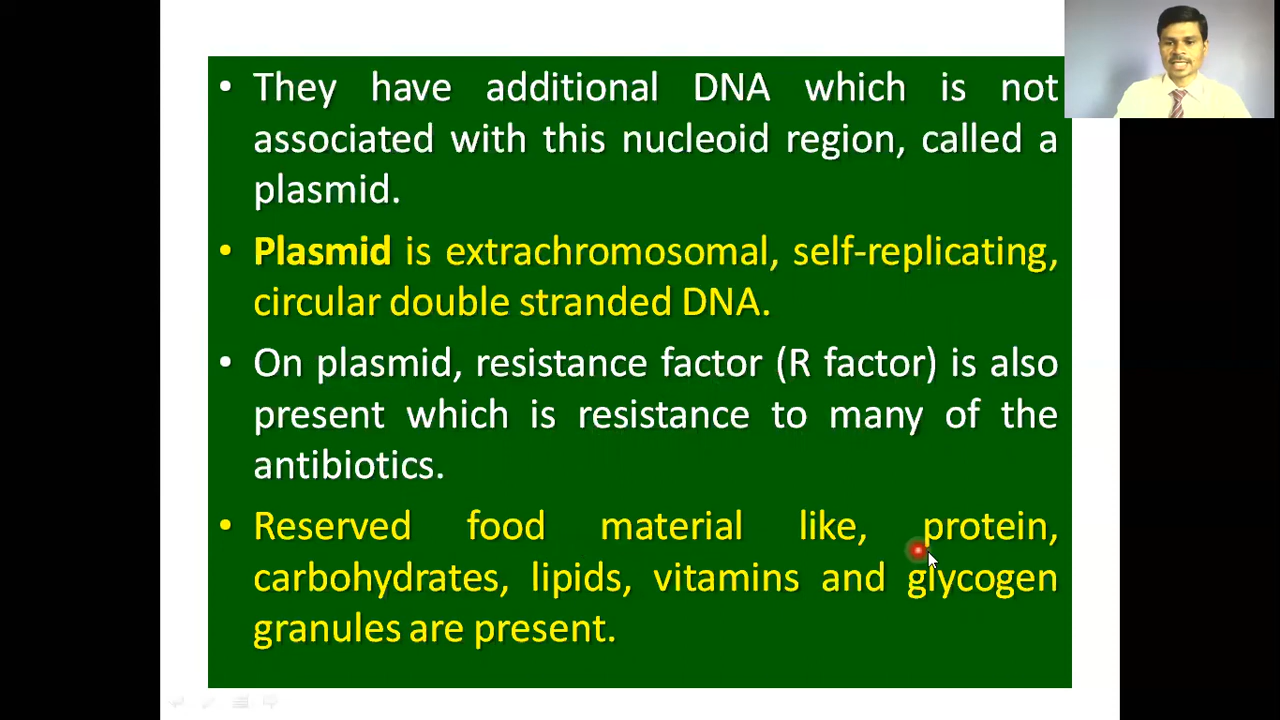 • They have additional DNA which is not
associated with this nucleoid region, called a
plasmid.
• Plasmid is extrachromosomal, self-replicating,
circular double stranded DNA.
• On plasmid, resistance factor (R factor) is also
present which is resistance to many of the
antibiotics.
• Reserved food material like, protein,
carbohydrates, lipids, vitamins and glycogen
granules are present.